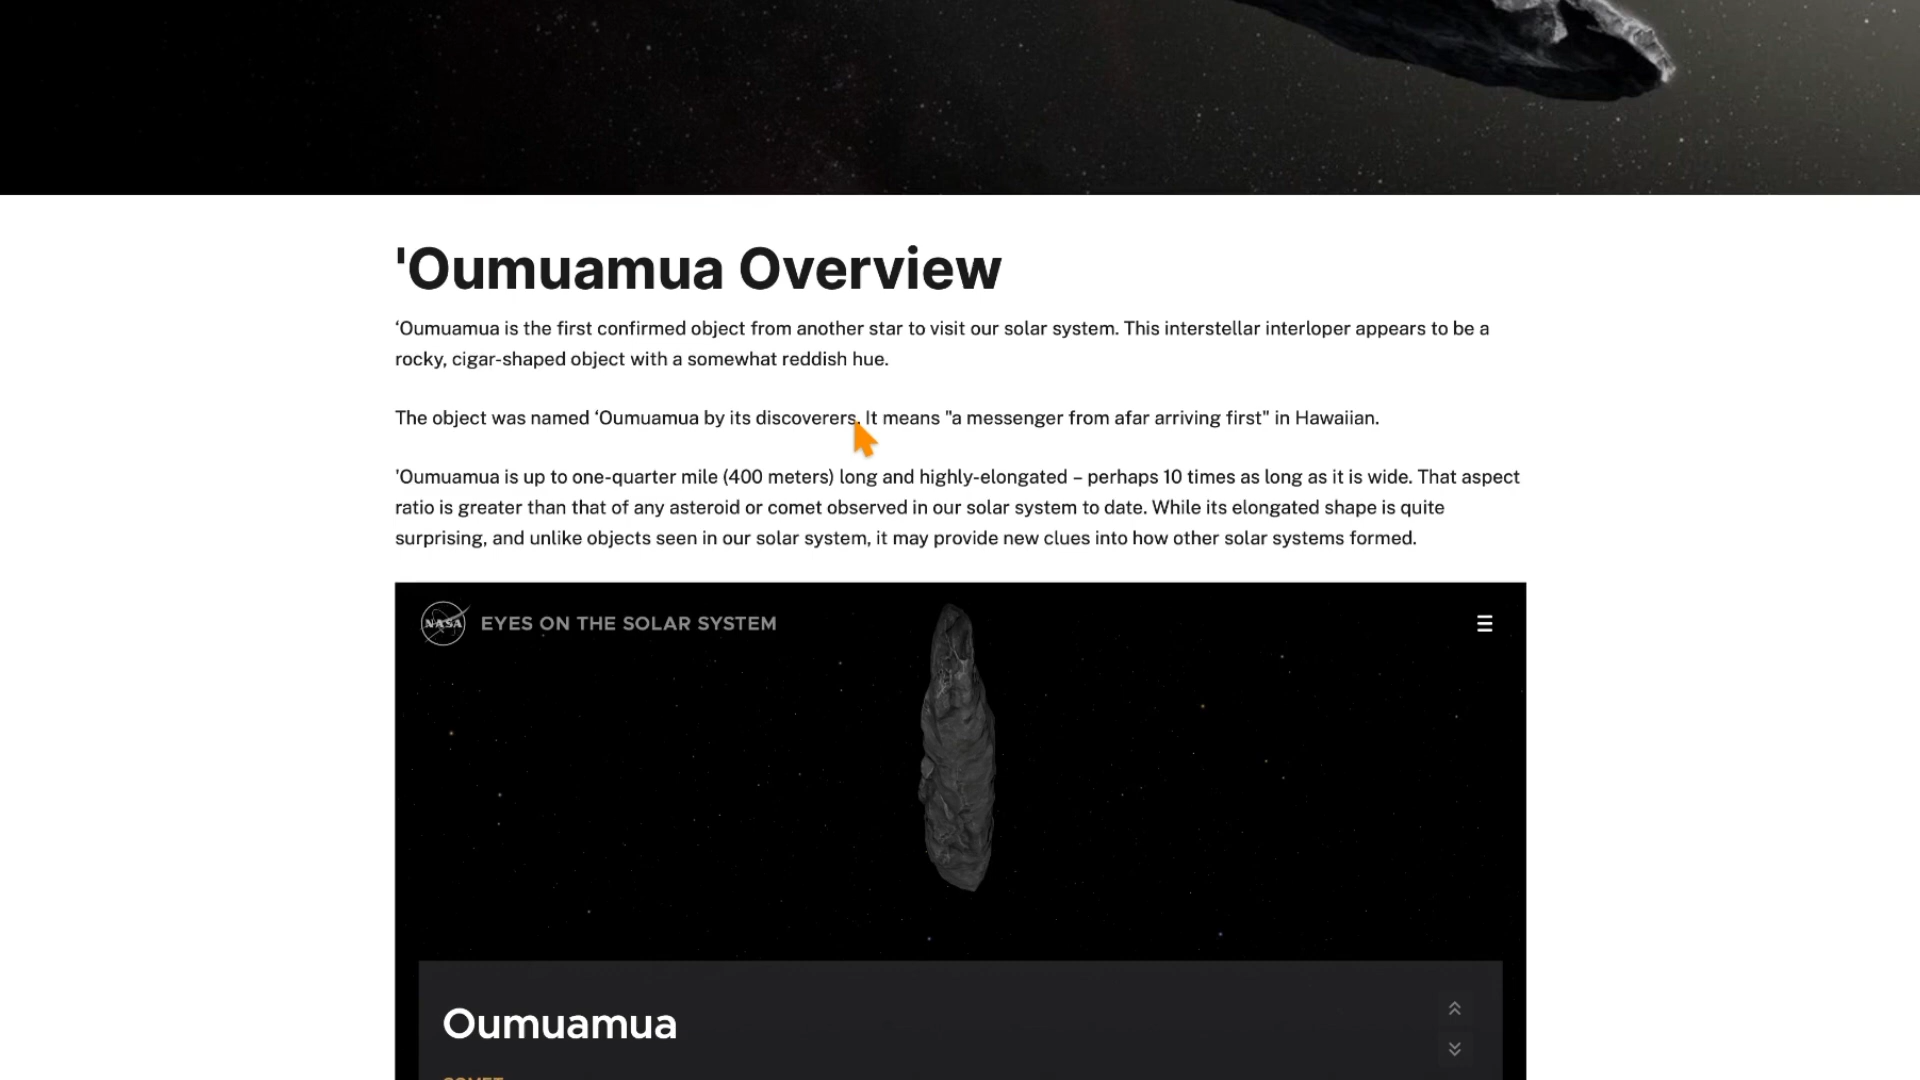 'Oumuamua Overview
‘Oumuamua is the first confirmed object from another star to visit our solar system. This interstellar interloper appears to be a
rocky, cigar-shaped object with a somewhat reddish hue.
The object was named ‘Oumuamua by its discoverers. It means "a messenger from afar arriving first" in Hawaiian.
'Oumuamua is up to one-quarter mile (400 meters) long and highly-elongated – perhaps 10 times as long as it is wide. That aspect
ratio is greater than that of any asteroid or comet observed in our solar system to date. While its elongated shape is quite
surprising, and unlike objects seen in our solar system, it may provide new clues into how other solar systems formed.
NASA EYES ON THE SOLAR SYSTEM
Oumuamua